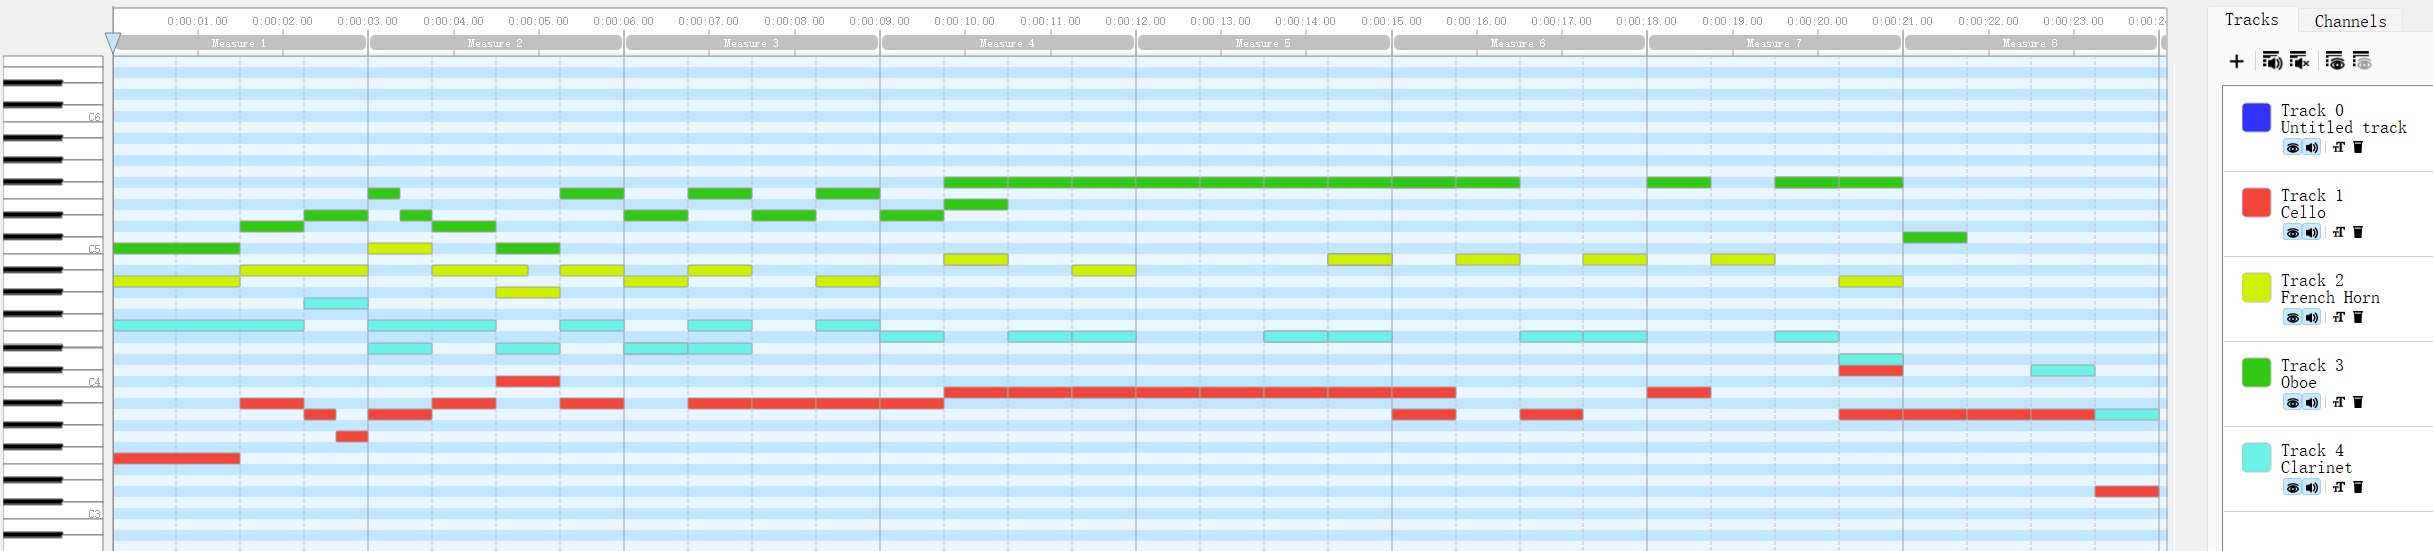 0:00:01.00 0:00:02.00 0:00:03.00 0:00:04.00 0:00:05.00 0:00:06.00 0:00:07.00 0:00:08.00 0:00:09.00 0:00:10.00 0:00:11.00 0:00:12.00 0:00:13.00 0:00:14.00 0:00:15.00 0:00:16.00 0:00:17.00 0:00:18.00 0:00:19.00 0:00:20.00 0:00:21.00 0:00:22.00 0:00:23.00 0:00:24
Measure 1 Measure 2 Measure 3 Measure 4 Measure 5 Measure 6 Measure 7 Measure 8
C6
C5
C4
C3
Tracks Channels
Track 0
Untitled track
Track 1
Cello
Track 2
French Horn
Track 3
Oboe
Track 4
Clarinet